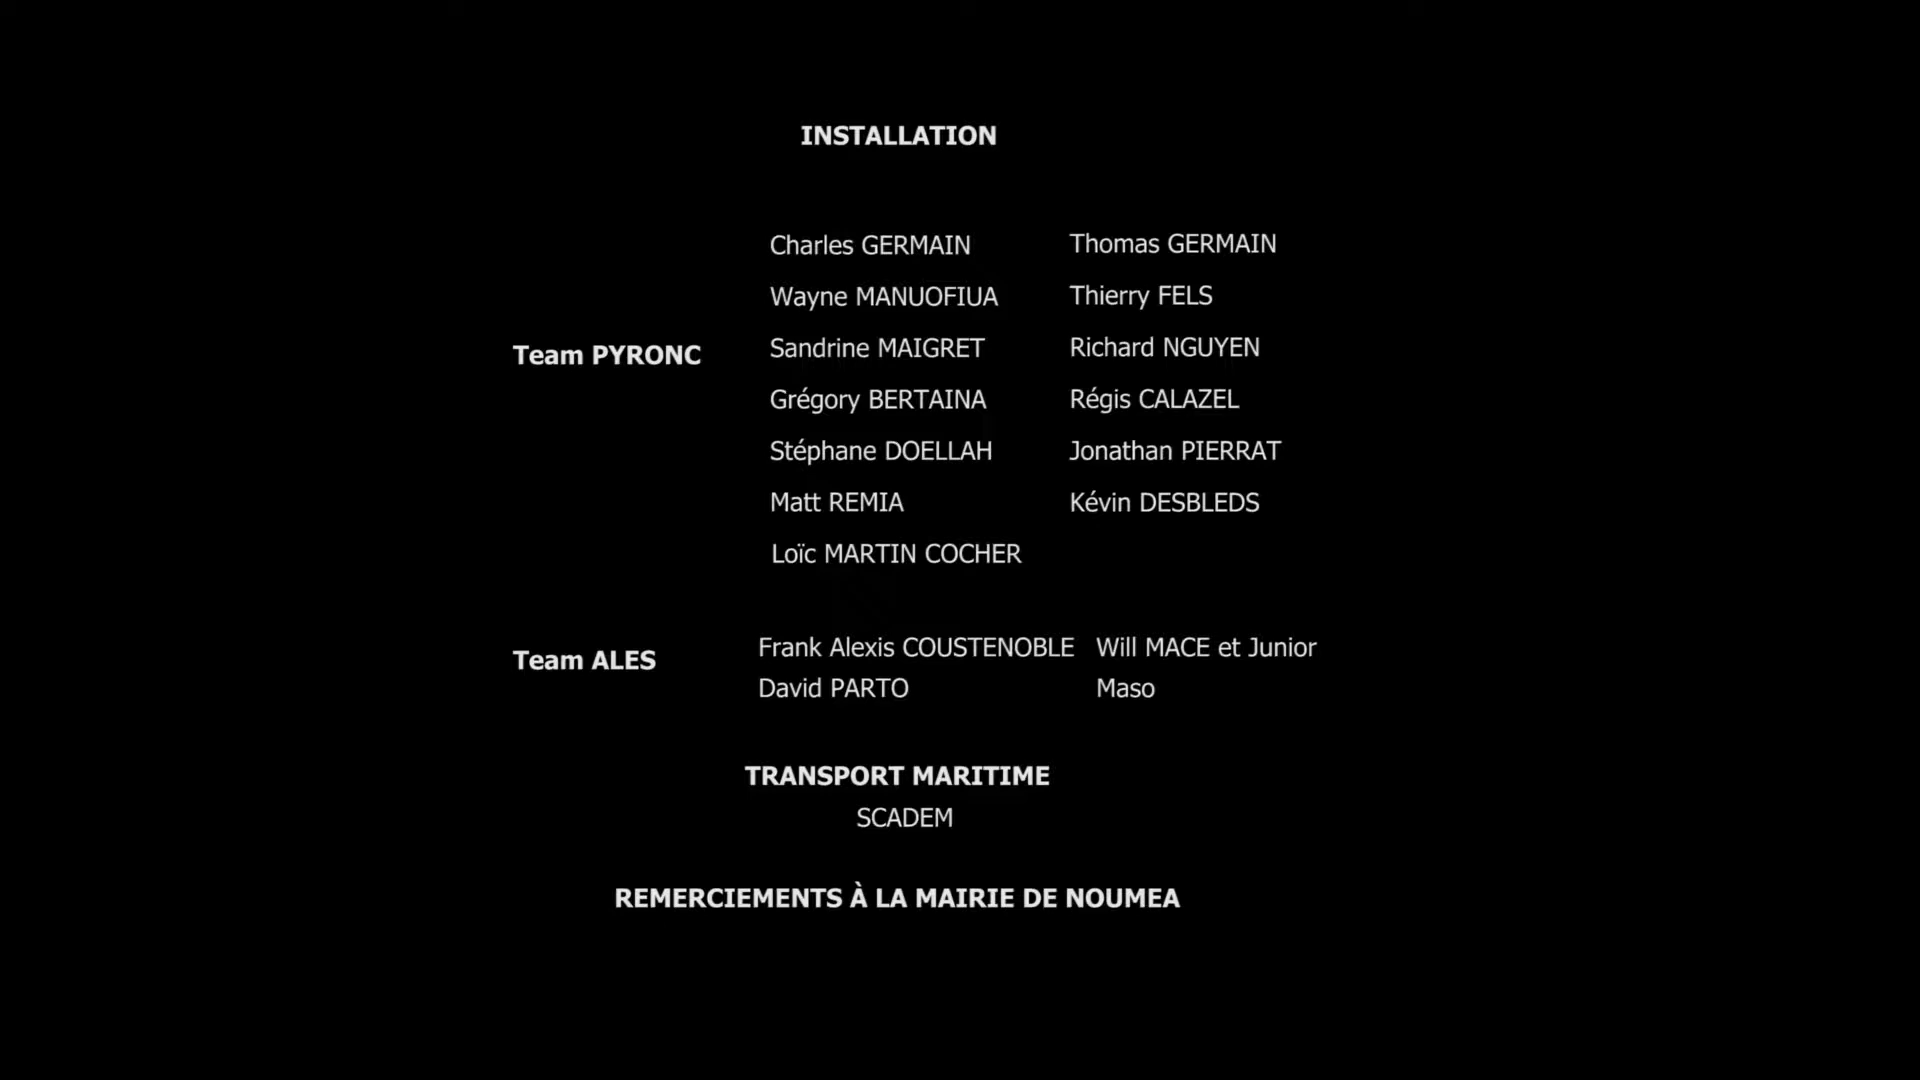 INSTALLATION
Charles GERMAIN Thomas GERMAIN
Wayne MANUOFIUA Thierry FELS
Team PYRONC Sandrine MAIGRET Richard NGUYEN
Grégory BERTAINA Régis CALAZEL
Stéphane DOELLAH Jonathan PIERRAT
Matt REMIA Kévin DESBLEDS
Loïc MARTIN COCHER
Team ALES Frank Alexis COUSTENOBLE Will MACE et Junior
David PARTO Maso
TRANSPORT MARITIME
SCADEM
REMERCIEMENTS À LA MAIRIE DE NOUMEA